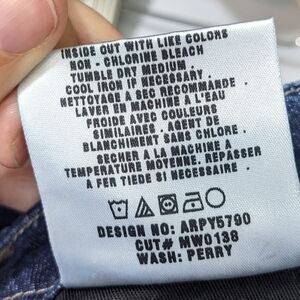 INSIDE OUT WITH LIKE COLORS
NON - CHLORINE BLEACH
TUMBLE DRY MEDIUM .
COOL IRON IF NECESSARY .
NETTOYAGE A SEC RECOMMANDE .
LAVER EN MACHINE A L'EAU
FROIDE AVEC COULEURS
SIMILAIRES . AGENT DE
BLANCHIMENT SANS CHLORE .
SECHER A LA MACHINE A
TEMPERATURE MOYENNE. REPASSER
A FER TIEDE SI NECESSAIRE .
DESIGN NO: ARPY5790
CUT# MW0138
WASH: PERRY